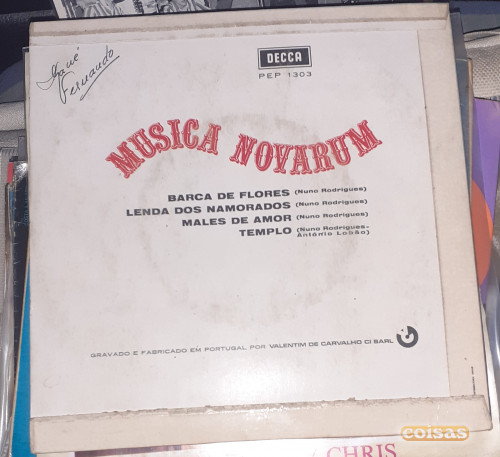 Fernando
DECCA
PEP 1303
MUSICA NOVARUM
BARCA DE FLORES (Nuno Rodrigues)
LENDA DOS NAMORADOS (Nuno Rodrigues)
MALES DE AMOR (Nuno Rodrigues)
TEMPLO (Nuno Rodrigues-
António Lobão)
GRAVADO E FABRICADO EM PORTUGAL POR VALENTIM DE CARVALHO CI SARL
coisas
CHRIS